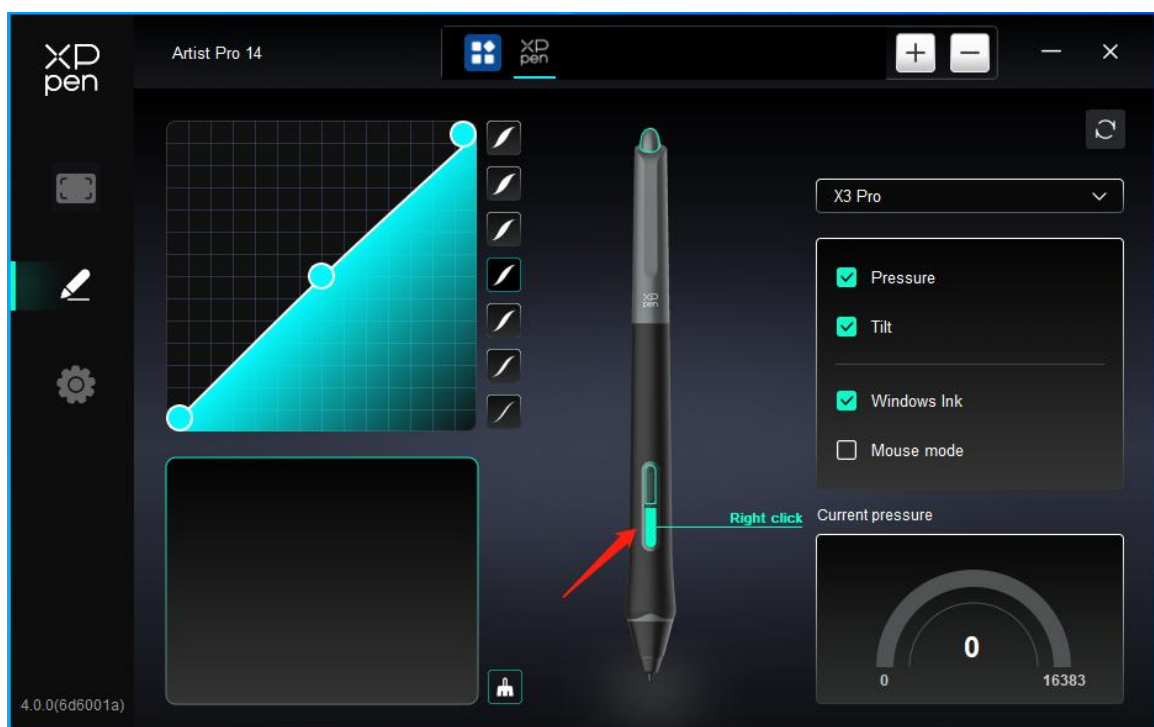 XP
pen
Artist Pro 14
XP
pen
X3 Pro
Pressure
Tilt
Windows Ink
Mouse mode
XP
pen
Right click
Current pressure
0
0
16383
4.0.0(6d6001a)